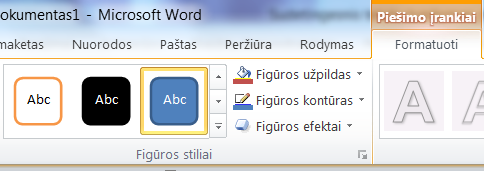 okumentas1 - Microsoft Word
Piešimo įrankiai
maketas Nuorodos Paštas Peržiūra Rodymas Formatuoti
Abc Abc Abc
Figūros užpildas
Figūros kontūras
Figūros efektai
A A
Figūros stiliai